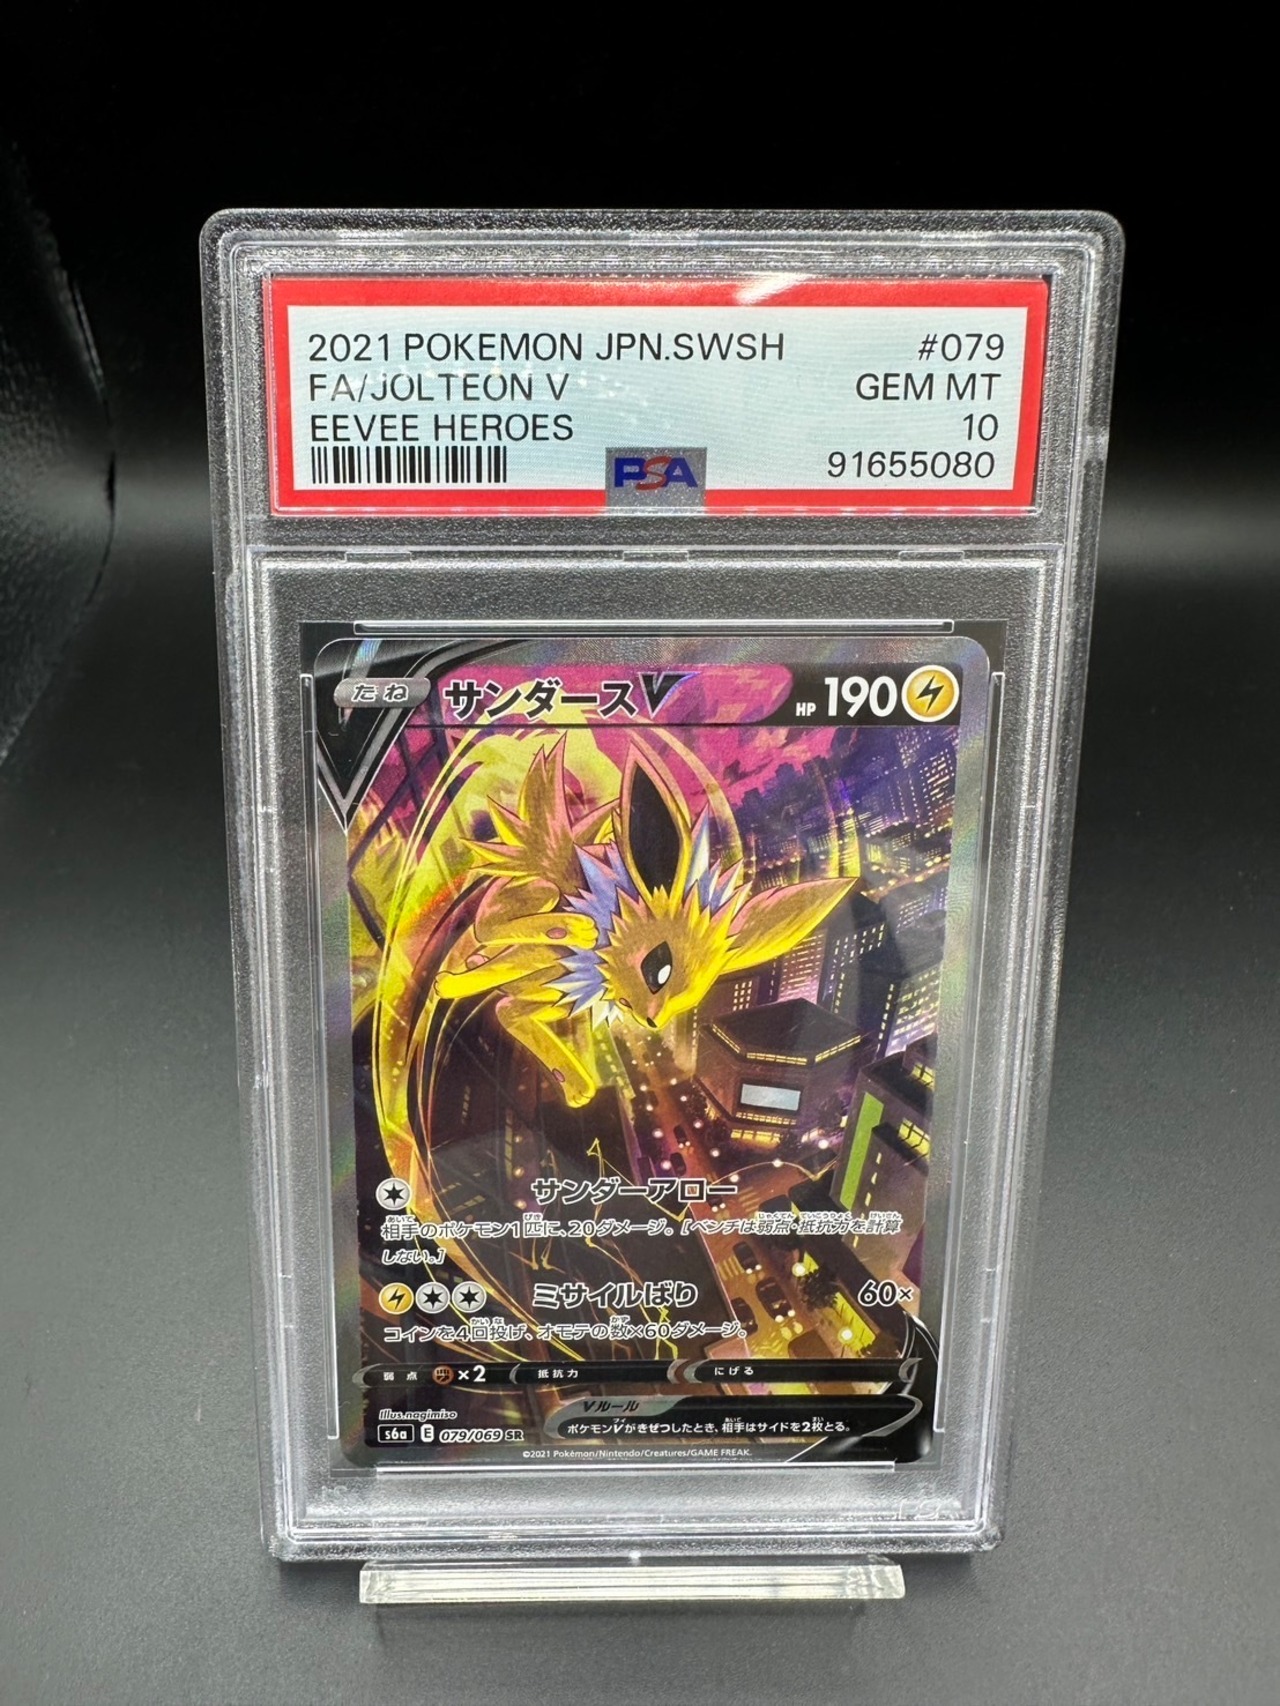 2021 POKEMON JPN.SWSH #079
FA/JOLTEON V GEM MT
EEVEE HEROES 10
PSA 91655080
たね サンダースV HP 190
サンダーアロー
相手のポケモン1匹に、20ダメージ。[ベンチは弱点・抵抗力を計算
しない。]
ミサイルばり 60×
コインを4回投げ、オモテの数×60ダメージ。
弱点 ×2 抵抗力 にげる
Vルール
ポケモンVがきぜつしたとき、相手はサイドを2枚とる。
Illus.nagimiso
s6a E 079/069 SR
©2021 Pokémon/Nintendo/Creatures/GAME FREAK.